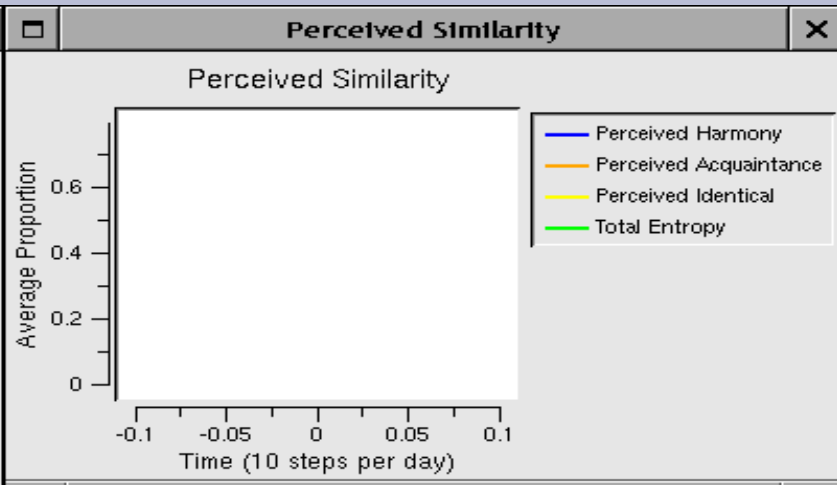 Perceived Similarity
Perceived Similarity
Perceived Harmony
Perceived Acquaintance
Perceived Identical
Total Entropy
Average Proportion
0.6
0.4
0.2
0
-0.1 -0.05 0 0.05 0.1
Time (10 steps per day)